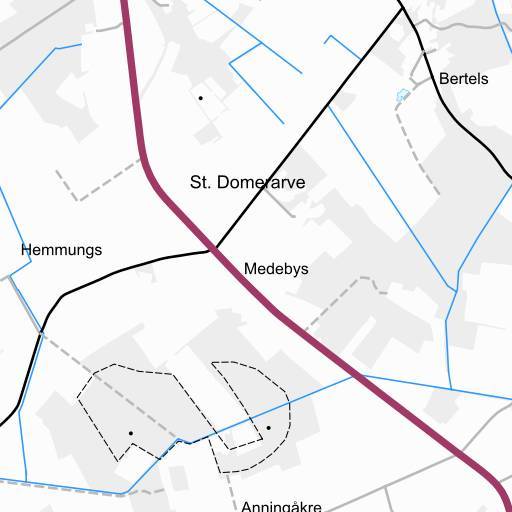 Bertels
St. Domerarve
Hemmungs
Medebys
Anningåkre